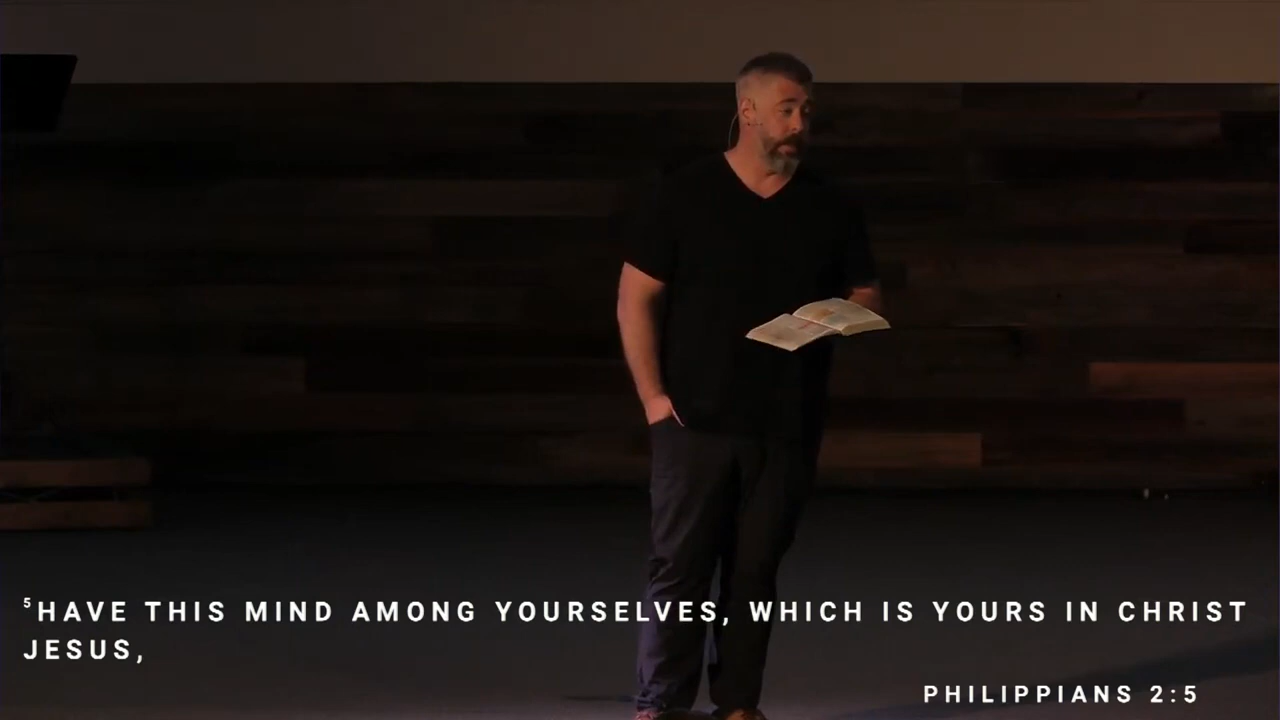 ⁵HAVE THIS MIND AMONG YOURSELVES, WHICH IS YOURS IN CHRIST
JESUS,
PHILIPPIANS 2:5